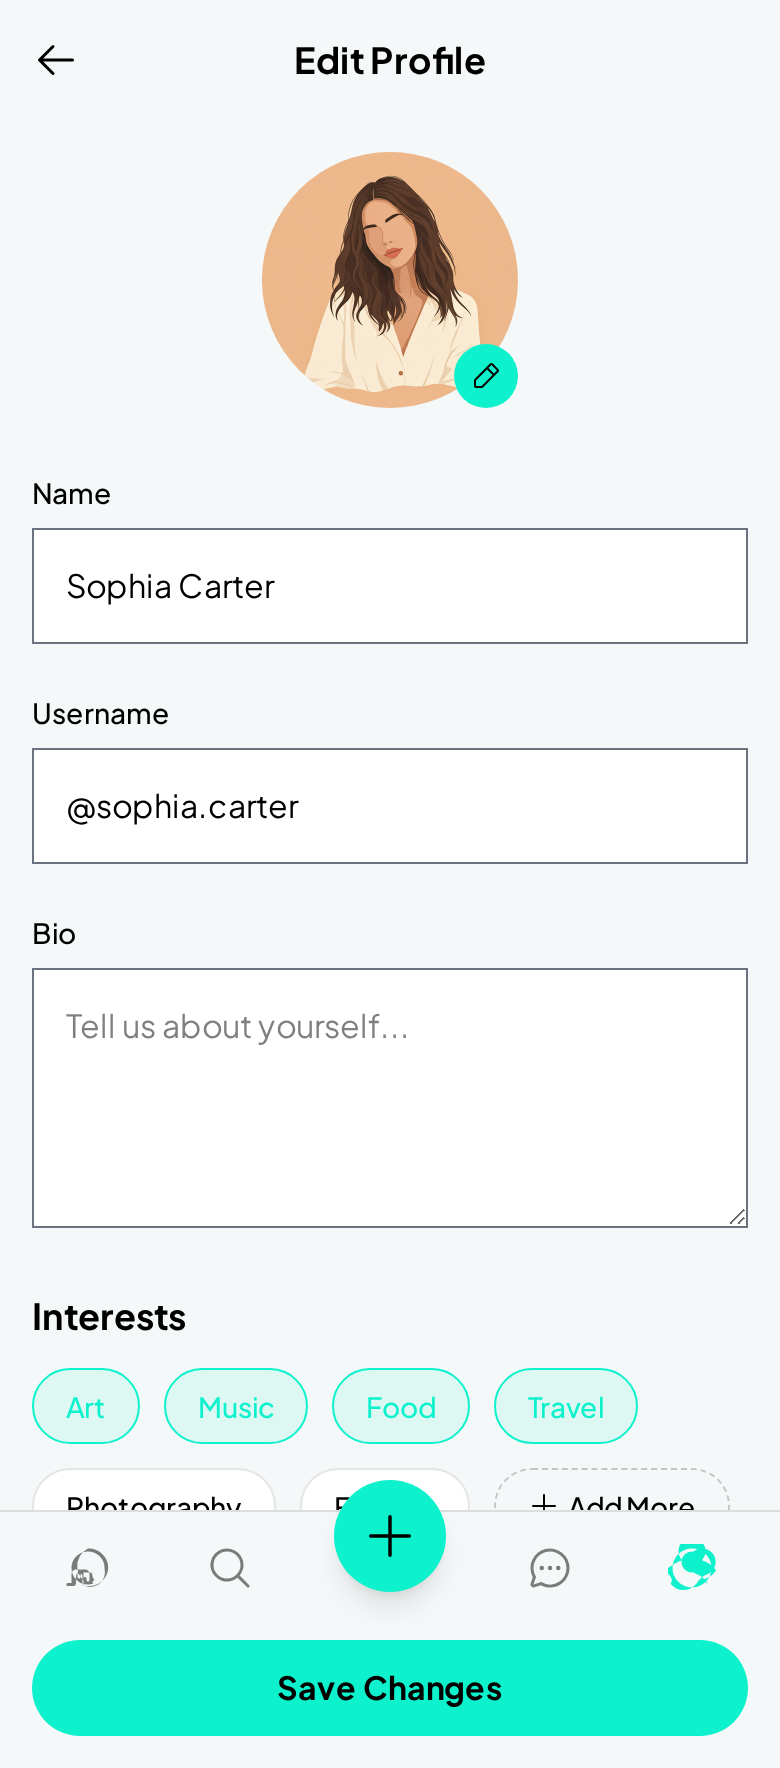 Edit Profile
Name
Sophia Carter
Username
@sophia.carter
Bio
Tell us about yourself...
Interests
Art Music Food Travel
Photography Add More
Save Changes